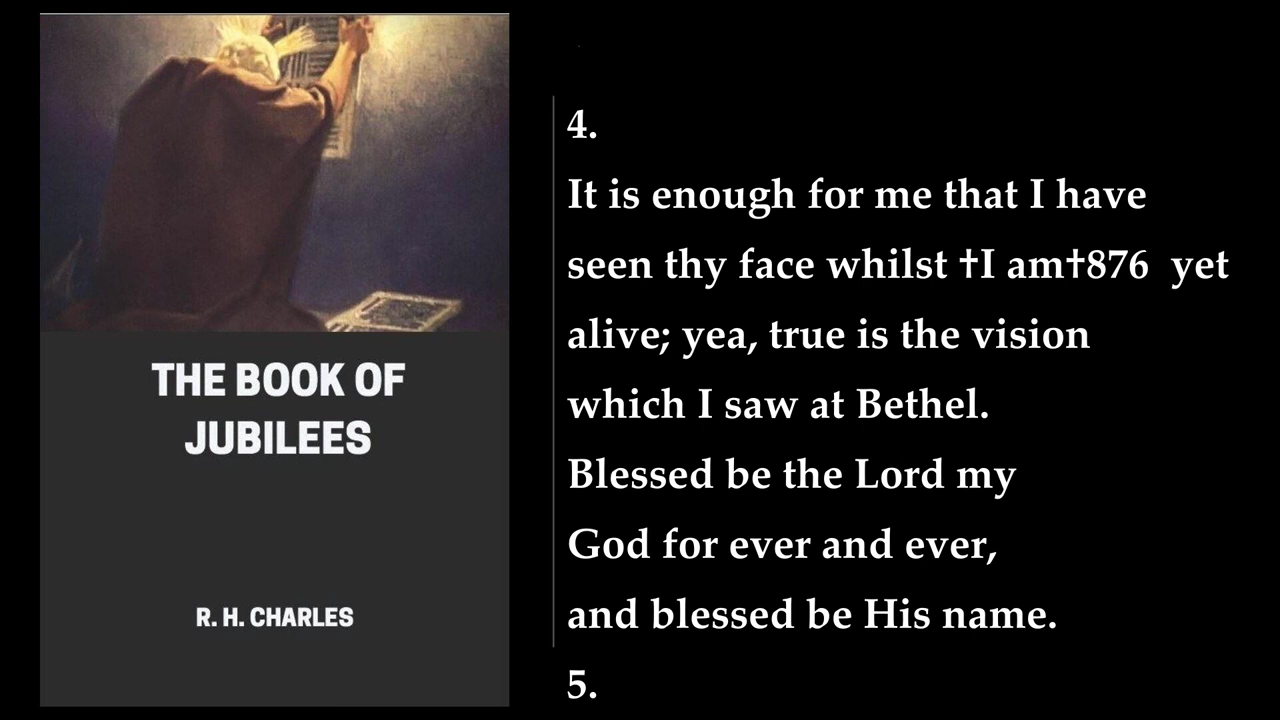 THE BOOK OF
JUBILEES
R. H. CHARLES
4.
It is enough for me that I have
seen thy face whilst †I am†876  yet
alive; yea, true is the vision
which I saw at Bethel.
Blessed be the Lord my
God for ever and ever,
and blessed be His name.
5.